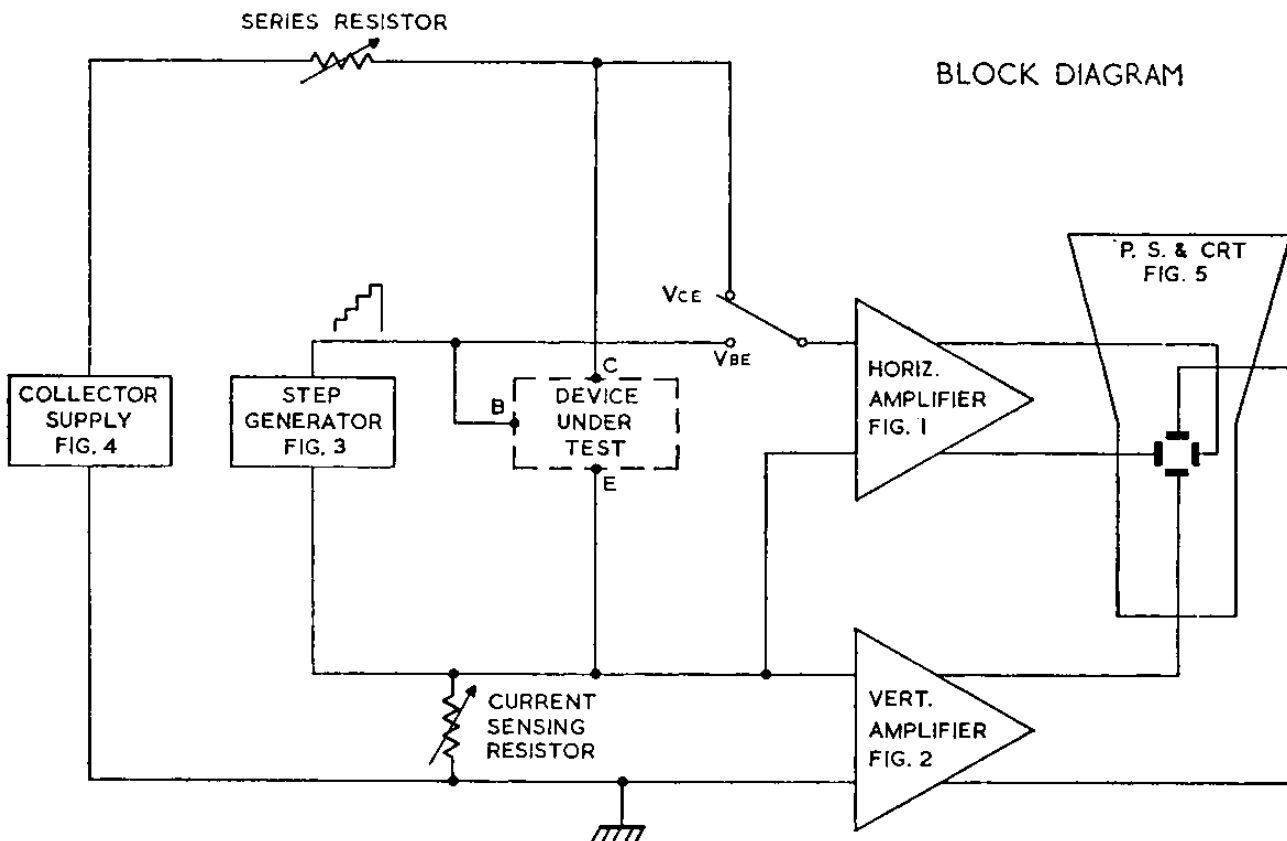 SERIES RESISTOR
BLOCK DIAGRAM
P. S. & CRT
FIG. 5
VCE
VBE
HORIZ.
AMPLIFIER
FIG. 1
COLLECTOR
SUPPLY
FIG. 4
STEP
GENERATOR
FIG. 3
C
B
DEVICE
UNDER
TEST
E
CURRENT
SENSING
RESISTOR
VERT.
AMPLIFIER
FIG. 2